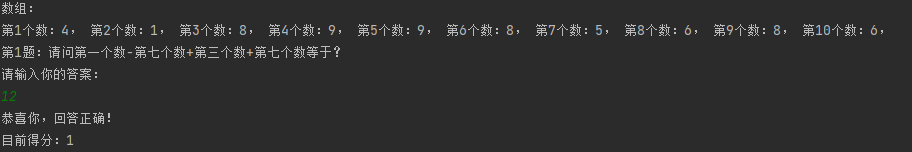 数组:
第1个数: 4, 第2个数: 1, 第3个数: 8, 第4个数: 9, 第5个数: 9, 第6个数: 8, 第7个数: 5, 第8个数: 6, 第9个数: 8, 第10个数: 6,
第1题: 请问第一个数-第七个数+第三个数+第七个数等于?
请输入你的答案:
12
恭喜你，回答正确!
目前得分: 1